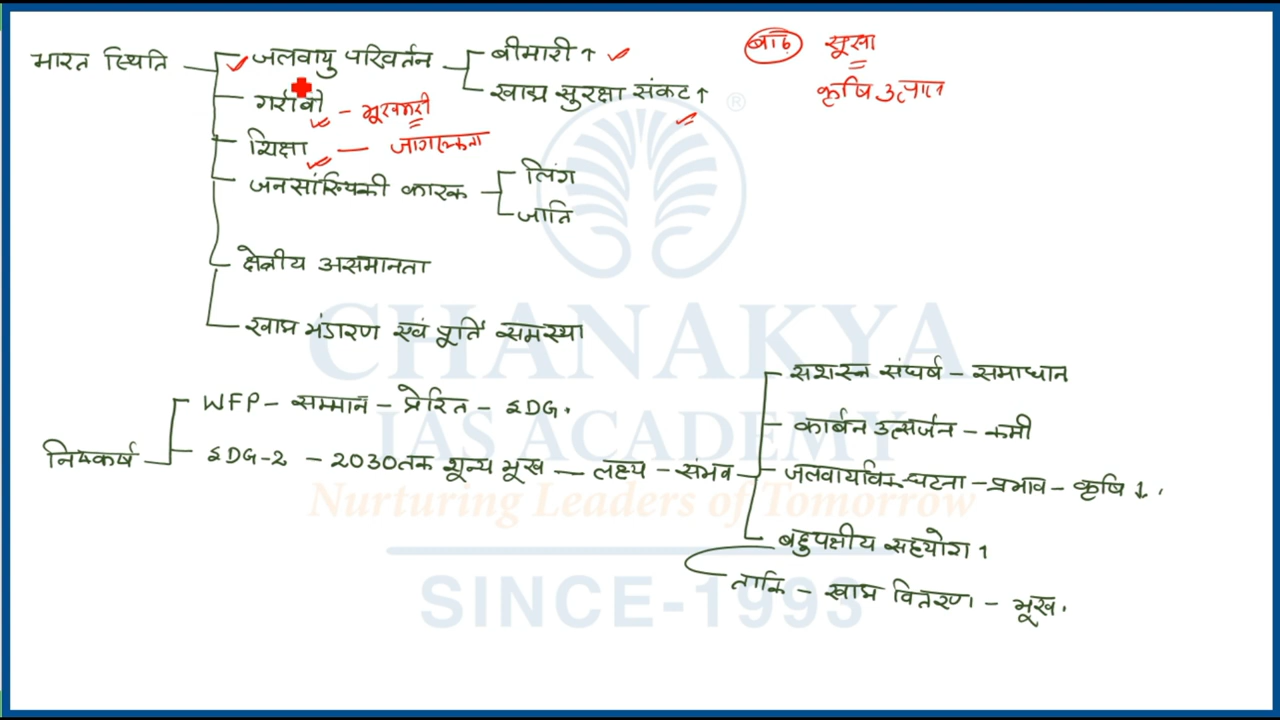 भारत स्थिति
जलवायु परिवर्तन
बीमारी ↑
खाद्य सुरक्षा संकट ↑
बाढ़ सूखा
कृषि उत्पा↑
गरीबी - भुखमरी
शिक्षा — जागरूकता
जनसांख्यिकी कारक
लिंग
जाति
क्षेत्रीय असमानता
खाद्य भंडारण एवं पूर्ति समस्या
निष्कर्ष
WFP - सम्मान - प्रेरित - SDG.
SDG-2 - 2030तक शून्य भूख — लक्ष्य - संभव
सशस्त्र संघर्ष - समाधान
कार्बन उत्सर्जन - कमी
जलवायविक घटना - प्रभाव - कृषि ↓.
बहुपक्षीय सहयोग ↑
ताकि - खाद्य वितरण. - भूख.
®
CHANAKYA
IAS ACADEMY
Nurturing Leaders of Tomorrow
SINCE-1993